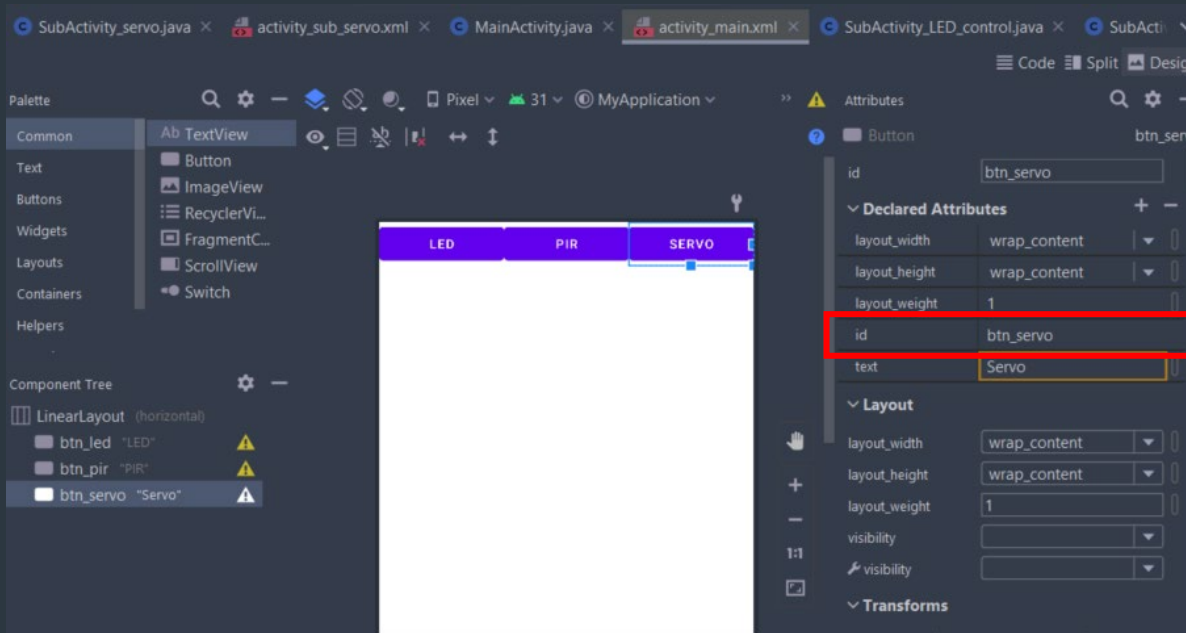 SubActivity_servo.java
activity_sub_servo.xml
MainActivity.java
activity_main.xml
SubActivity_LED_control.java
Code
Split
Palette
Pixel
31
MyApplication
Attributes
Common
Text
Buttons
Widgets
Layouts
Containers
Helpers
Ab TextView
Button
ImageView
RecyclerVi...
FragmentC...
ScrollView
Switch
LED
PIR
SERVO
Component Tree
LinearLayout (horizontal)
btn_led "LED"
btn_pir "PIR"
btn_servo "Servo"
1:1
Button
id btn_servo
Declared Attributes
layout_width wrap_content
layout_height wrap_content
layout_weight 1
id btn_servo
text Servo
Layout
layout_width wrap_content
layout_height wrap_content
layout_weight 1
visibility
visibility
Transforms